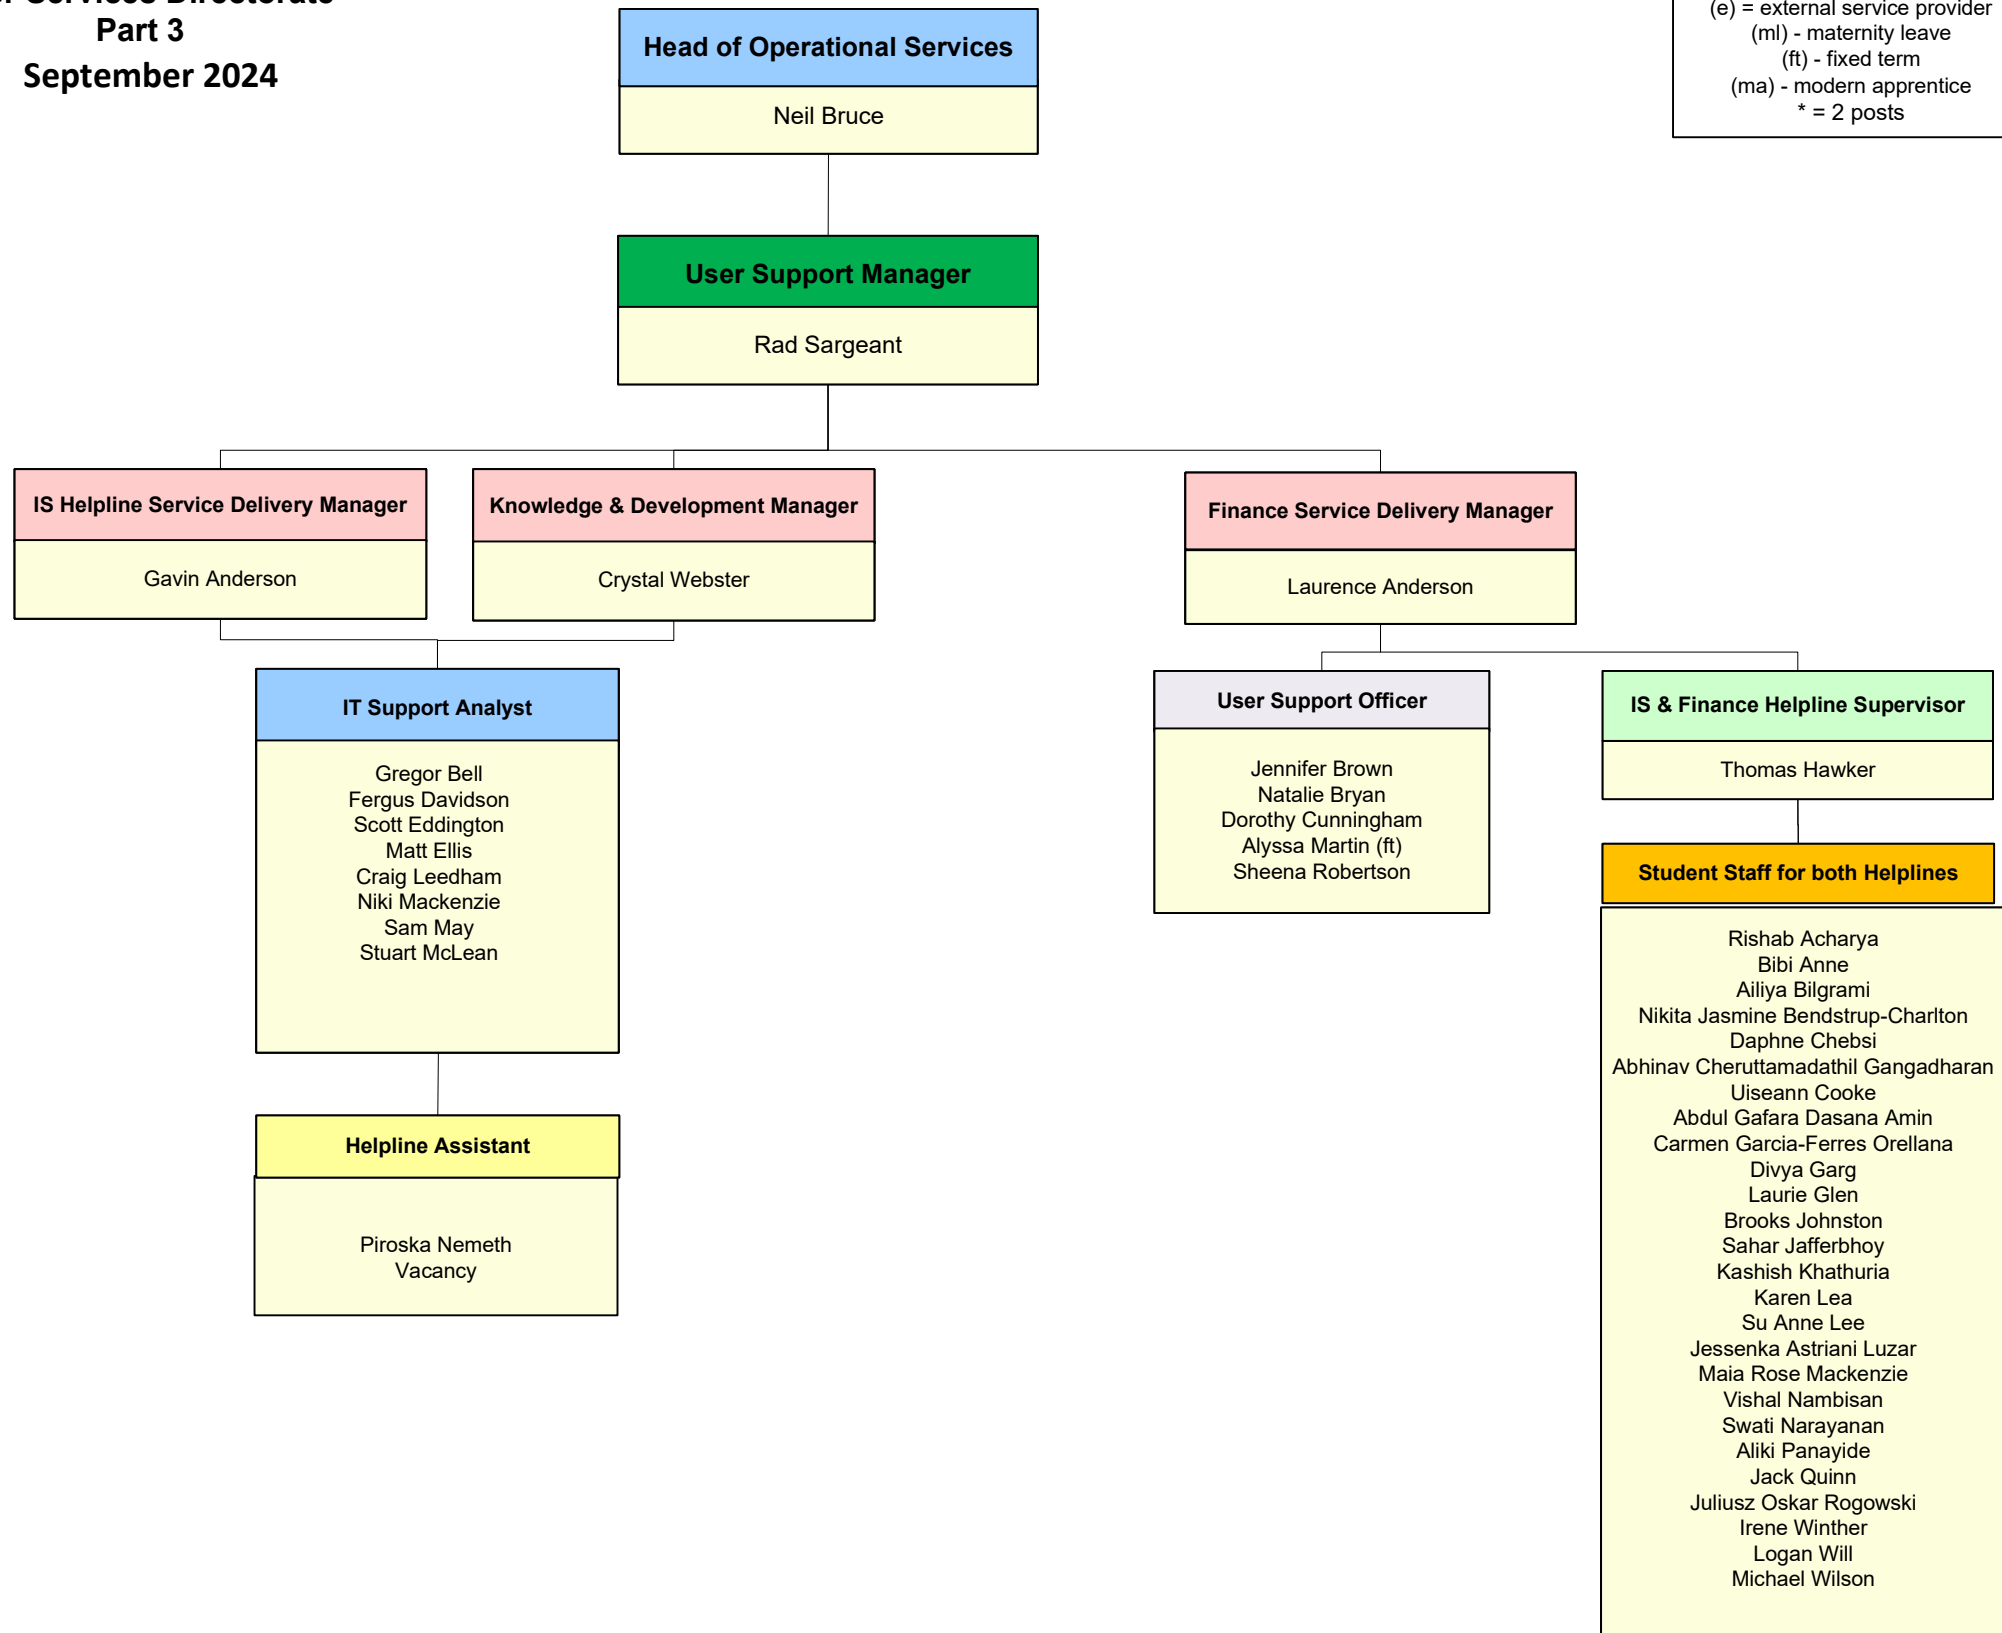 Services Directorate
Part 3
September 2024
(e) = external service provider
(ml) - maternity leave
(ft) - fixed term
(ma) - modern apprentice
* = 2 posts
Head of Operational Services
Neil Bruce
User Support Manager
Rad Sargeant
IS Helpline Service Delivery Manager
Gavin Anderson
Knowledge & Development Manager
Crystal Webster
Finance Service Delivery Manager
Laurence Anderson
IT Support Analyst
Gregor Bell
Fergus Davidson
Scott Eddington
Matt Ellis
Craig Leedham
Niki Mackenzie
Sam May
Stuart McLean
Helpline Assistant
Piroska Nemeth
Vacancy
User Support Officer
Jennifer Brown
Natalie Bryan
Dorothy Cunningham
Alyssa Martin (ft)
Sheena Robertson
IS & Finance Helpline Supervisor
Thomas Hawker
Student Staff for both Helplines
Rishab Acharya
Bibi Anne
Ailiya Bilgrami
Nikita Jasmine Bendstrup-Charlton
Daphne Chebsi
Abhinav Cheruttamadathil Gangadharan
Uiseann Cooke
Abdul Gafara Dasana Amin
Carmen Garcia-Ferres Orellana
Divya Garg
Laurie Glen
Brooks Johnston
Sahar Jafferbhoy
Kashish Khathuria
Karen Lea
Su Anne Lee
Jessenka Astriani Luzar
Maia Rose Mackenzie
Vishal Nambisan
Swati Narayanan
Aliki Panayide
Jack Quinn
Juliusz Oskar Rogowski
Irene Winther
Logan Will
Michael Wilson